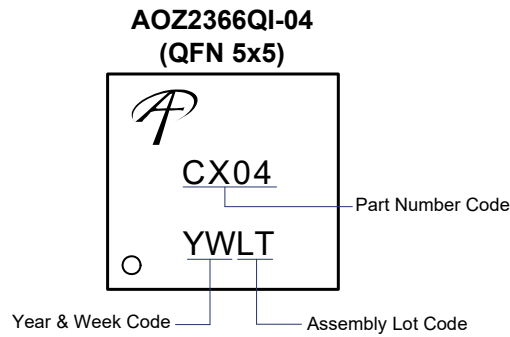 AOZ2366QI-04
(QFN 5x5)
CX04
Part Number Code
YWLT
Year & Week Code
Assembly Lot Code